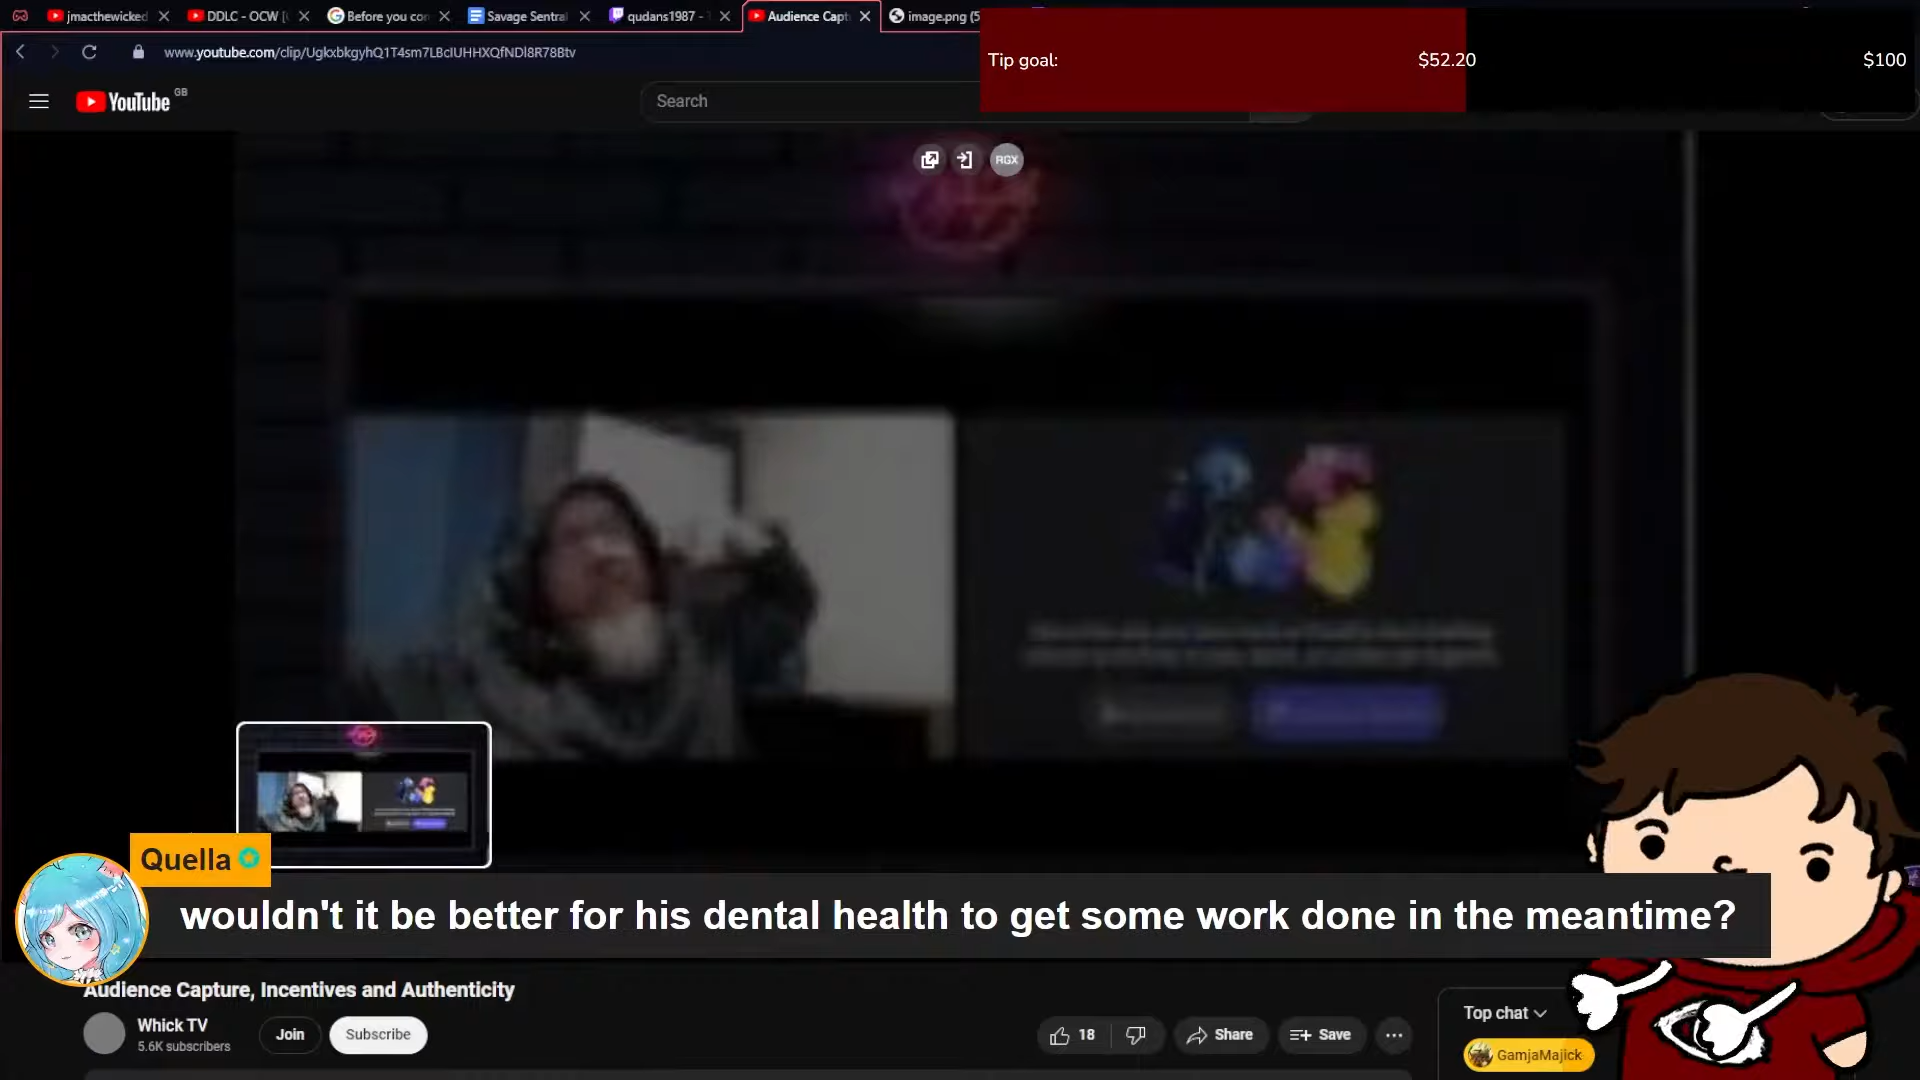 jmacthewicked
DDLC - OCW [
Before you con
Savage Sentral
qudans1987 - T
Audience Capt
image.png (5
www.youtube.com/clip/UgkxbkgyhQ1T4sm7LBcIUHHXQfNDl8R78Btv
Tip goal:
$52.20
$100
YouTube GB
Search
RGX
Quella
wouldn't it be better for his dental health to get some work done in the meantime?
Audience Capture, Incentives and Authenticity
Whick TV
5.6K subscribers
Join
Subscribe
18
Share
Save
Top chat
GamjaMajick